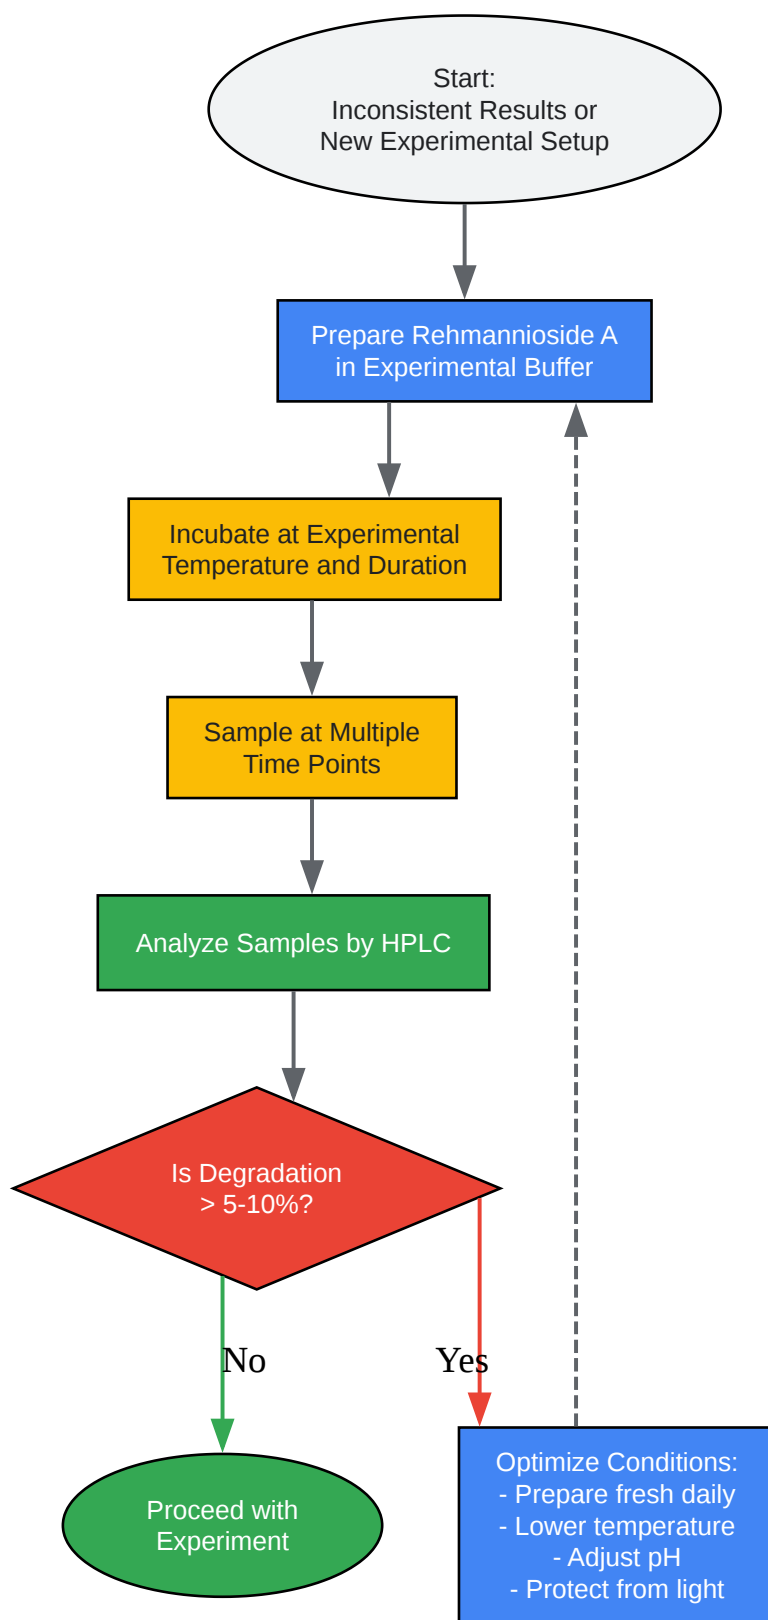 Start:
Inconsistent Results or
New Experimental Setup
Prepare Rehmannioside A
in Experimental Buffer
Incubate at Experimental
Temperature and Duration
Sample at Multiple
Time Points
Analyze Samples by HPLC
Is Degradation
> 5-10%?
No
Yes
Proceed with
Experiment
Optimize Conditions:
- Prepare fresh daily
- Lower temperature
- Adjust pH
- Protect from light